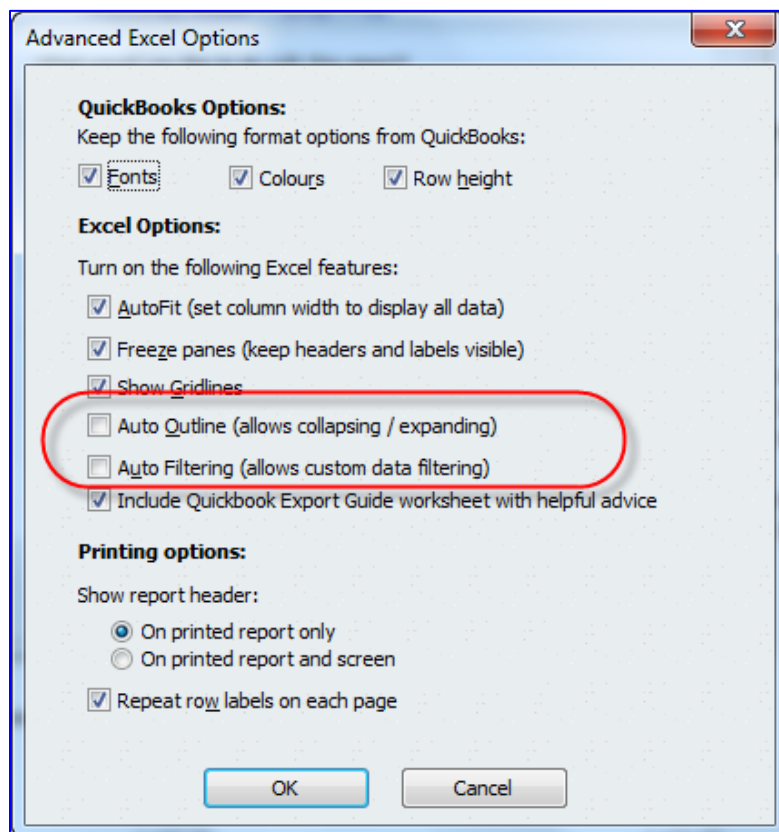 Advanced Excel Options
QuickBooks Options:
Keep the following format options from QuickBooks:
Fonts Colours Row height
Excel Options:
Turn on the following Excel features:
AutoFit (set column width to display all data)
Freeze panes (keep headers and labels visible)
Show Gridlines
Auto Outline (allows collapsing / expanding)
Auto Filtering (allows custom data filtering)
Include Quickbook Export Guide worksheet with helpful advice
Printing options:
Show report header:
On printed report only
On printed report and screen
Repeat row labels on each page
OK Cancel